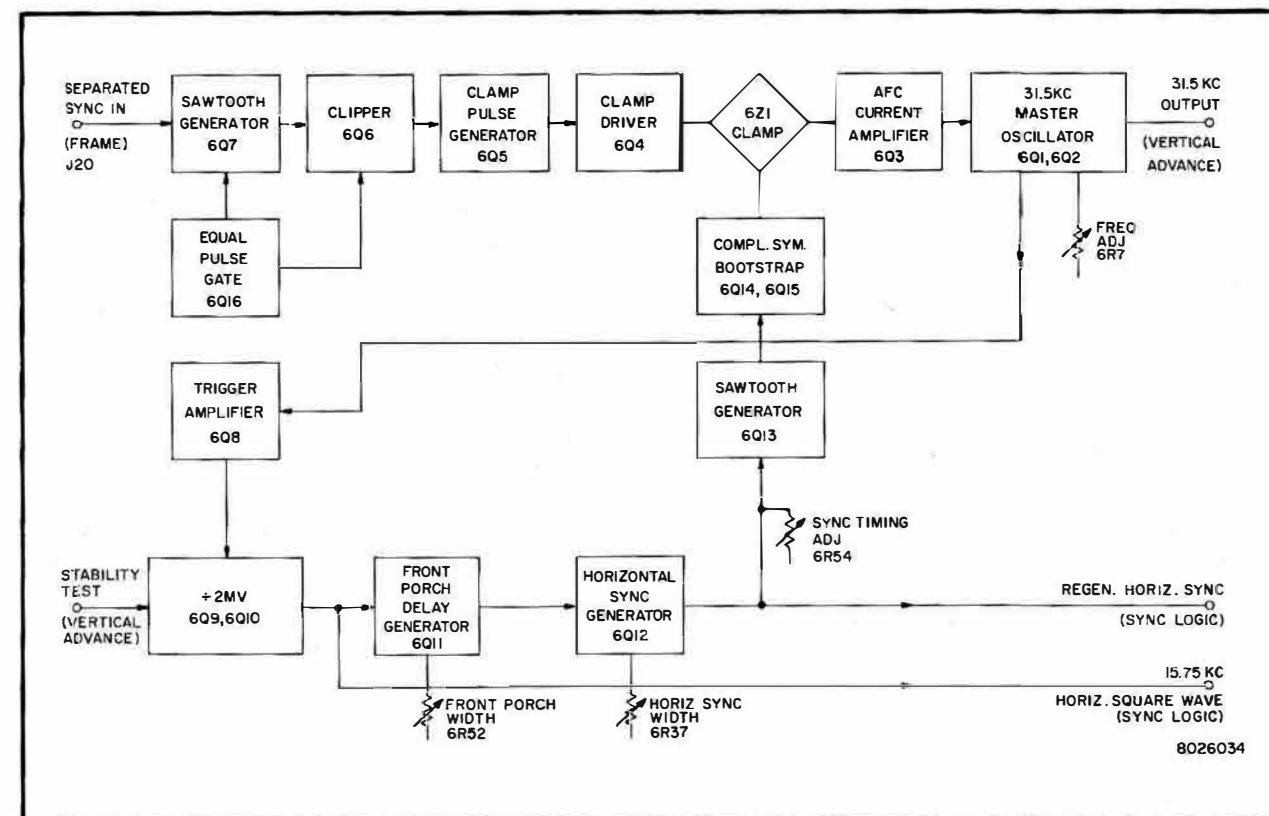 SEPARATED
SYNC IN
(FRAME)
J20
SAWTOOTH
GENERATOR
6Q7
CLIPPER
6Q6
CLAMP
PULSE
GENERATOR
6Q5
CLAMP
DRIVER
6Q4
6Z1
CLAMP
AFC
CURRENT
AMPLIFIER
6Q3
31.5KC
MASTER
OSCILLATOR
6Q1, 6Q2
31.5 KC
OUTPUT
(VERTICAL
ADVANCE)
EQUAL
PULSE
GATE
6Q16
COMPL. SYM.
BOOTSTRAP
6Q14, 6Q15
FREQ
ADJ
6R7
TRIGGER
AMPLIFIER
6Q8
SAWTOOTH
GENERATOR
6Q13
SYNC TIMING
ADJ
6R54
STABILITY
TEST
(VERTICAL
ADVANCE)
÷2MV
6Q9, 6Q10
FRONT
PORCH
DELAY
GENERATOR
6Q11
HORIZONTAL
SYNC
GENERATOR
6Q12
REGEN. HORIZ. SYNC
(SYNC LOGIC)
FRONT PORCH
WIDTH
6R52
HORIZ SYNC
WIDTH
6R37
15.75 KC
HORIZ. SQUARE WAVE
(SYNC LOGIC)
8026034